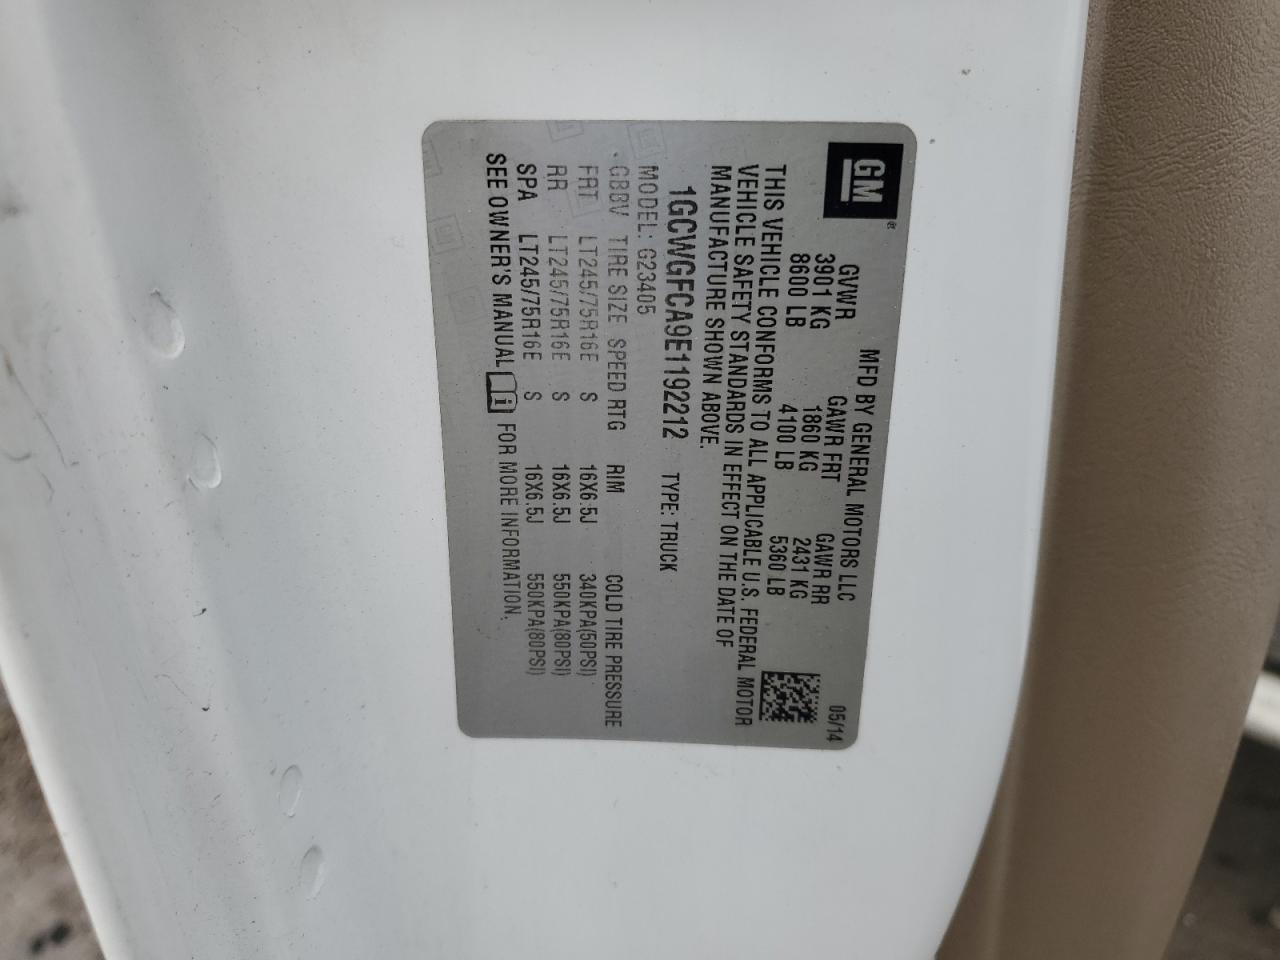 GM
MFD BY GENERAL MOTORS LLC
05/14
GVWR GAWR FRT GAWR RR
3901 KG 1860 KG 2431 KG
8600 LB 4100 LB 5360 LB
THIS VEHICLE CONFORMS TO ALL APPLICABLE U.S. FEDERAL MOTOR
VEHICLE SAFETY STANDARDS IN EFFECT ON THE DATE OF
MANUFACTURE SHOWN ABOVE.
1GCWGFCA9E1192212 TYPE: TRUCK
MODEL: G23405
GBBV TIRE SIZE SPEED RTG RIM COLD TIRE PRESSURE
FRT LT245/75R16E S 16X6.5J 340KPA(50PSI)
RR LT245/75R16E S 16X6.5J 550KPA(80PSI)
SPA LT245/75R16E S 16X6.5J 550KPA(80PSI)
SEE OWNER'S MANUAL i FOR MORE INFORMATION.